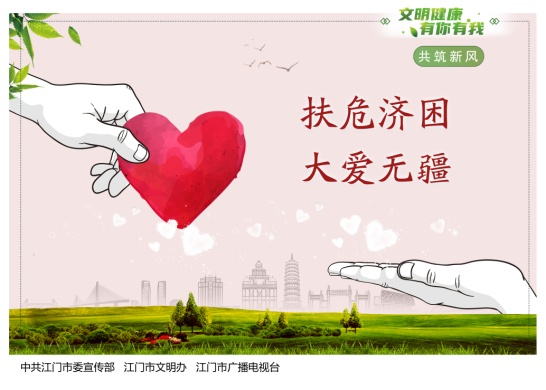 文明健康
有你有我
共筑新风
扶危济困
大爱无疆
中共江门市委宣传部 江门市文明办 江门市广播电视台